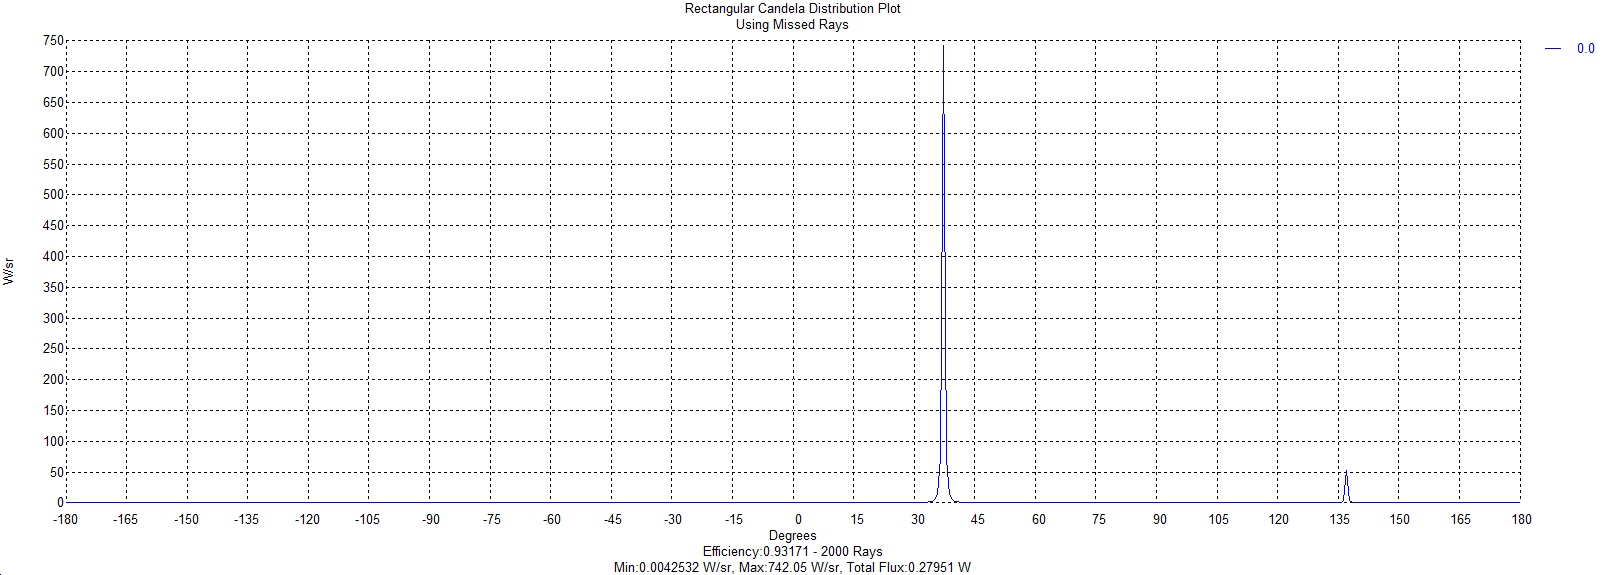 Rectangular Candela Distribution Plot
Using Missed Rays
750
700
650
600
550
500
450
400
350
300
250
200
150
100
50
0
W/sr
-180 -165 -150 -135 -120 -105 -90 -75 -60 -45 -30 -15 0 15 30 45 60 75 90 105 120 135 150 165 180
Degrees
Efficiency:0.93171 - 2000 Rays
Min:0.0042532 W/sr, Max:742.05 W/sr, Total Flux:0.27951 W
0.0